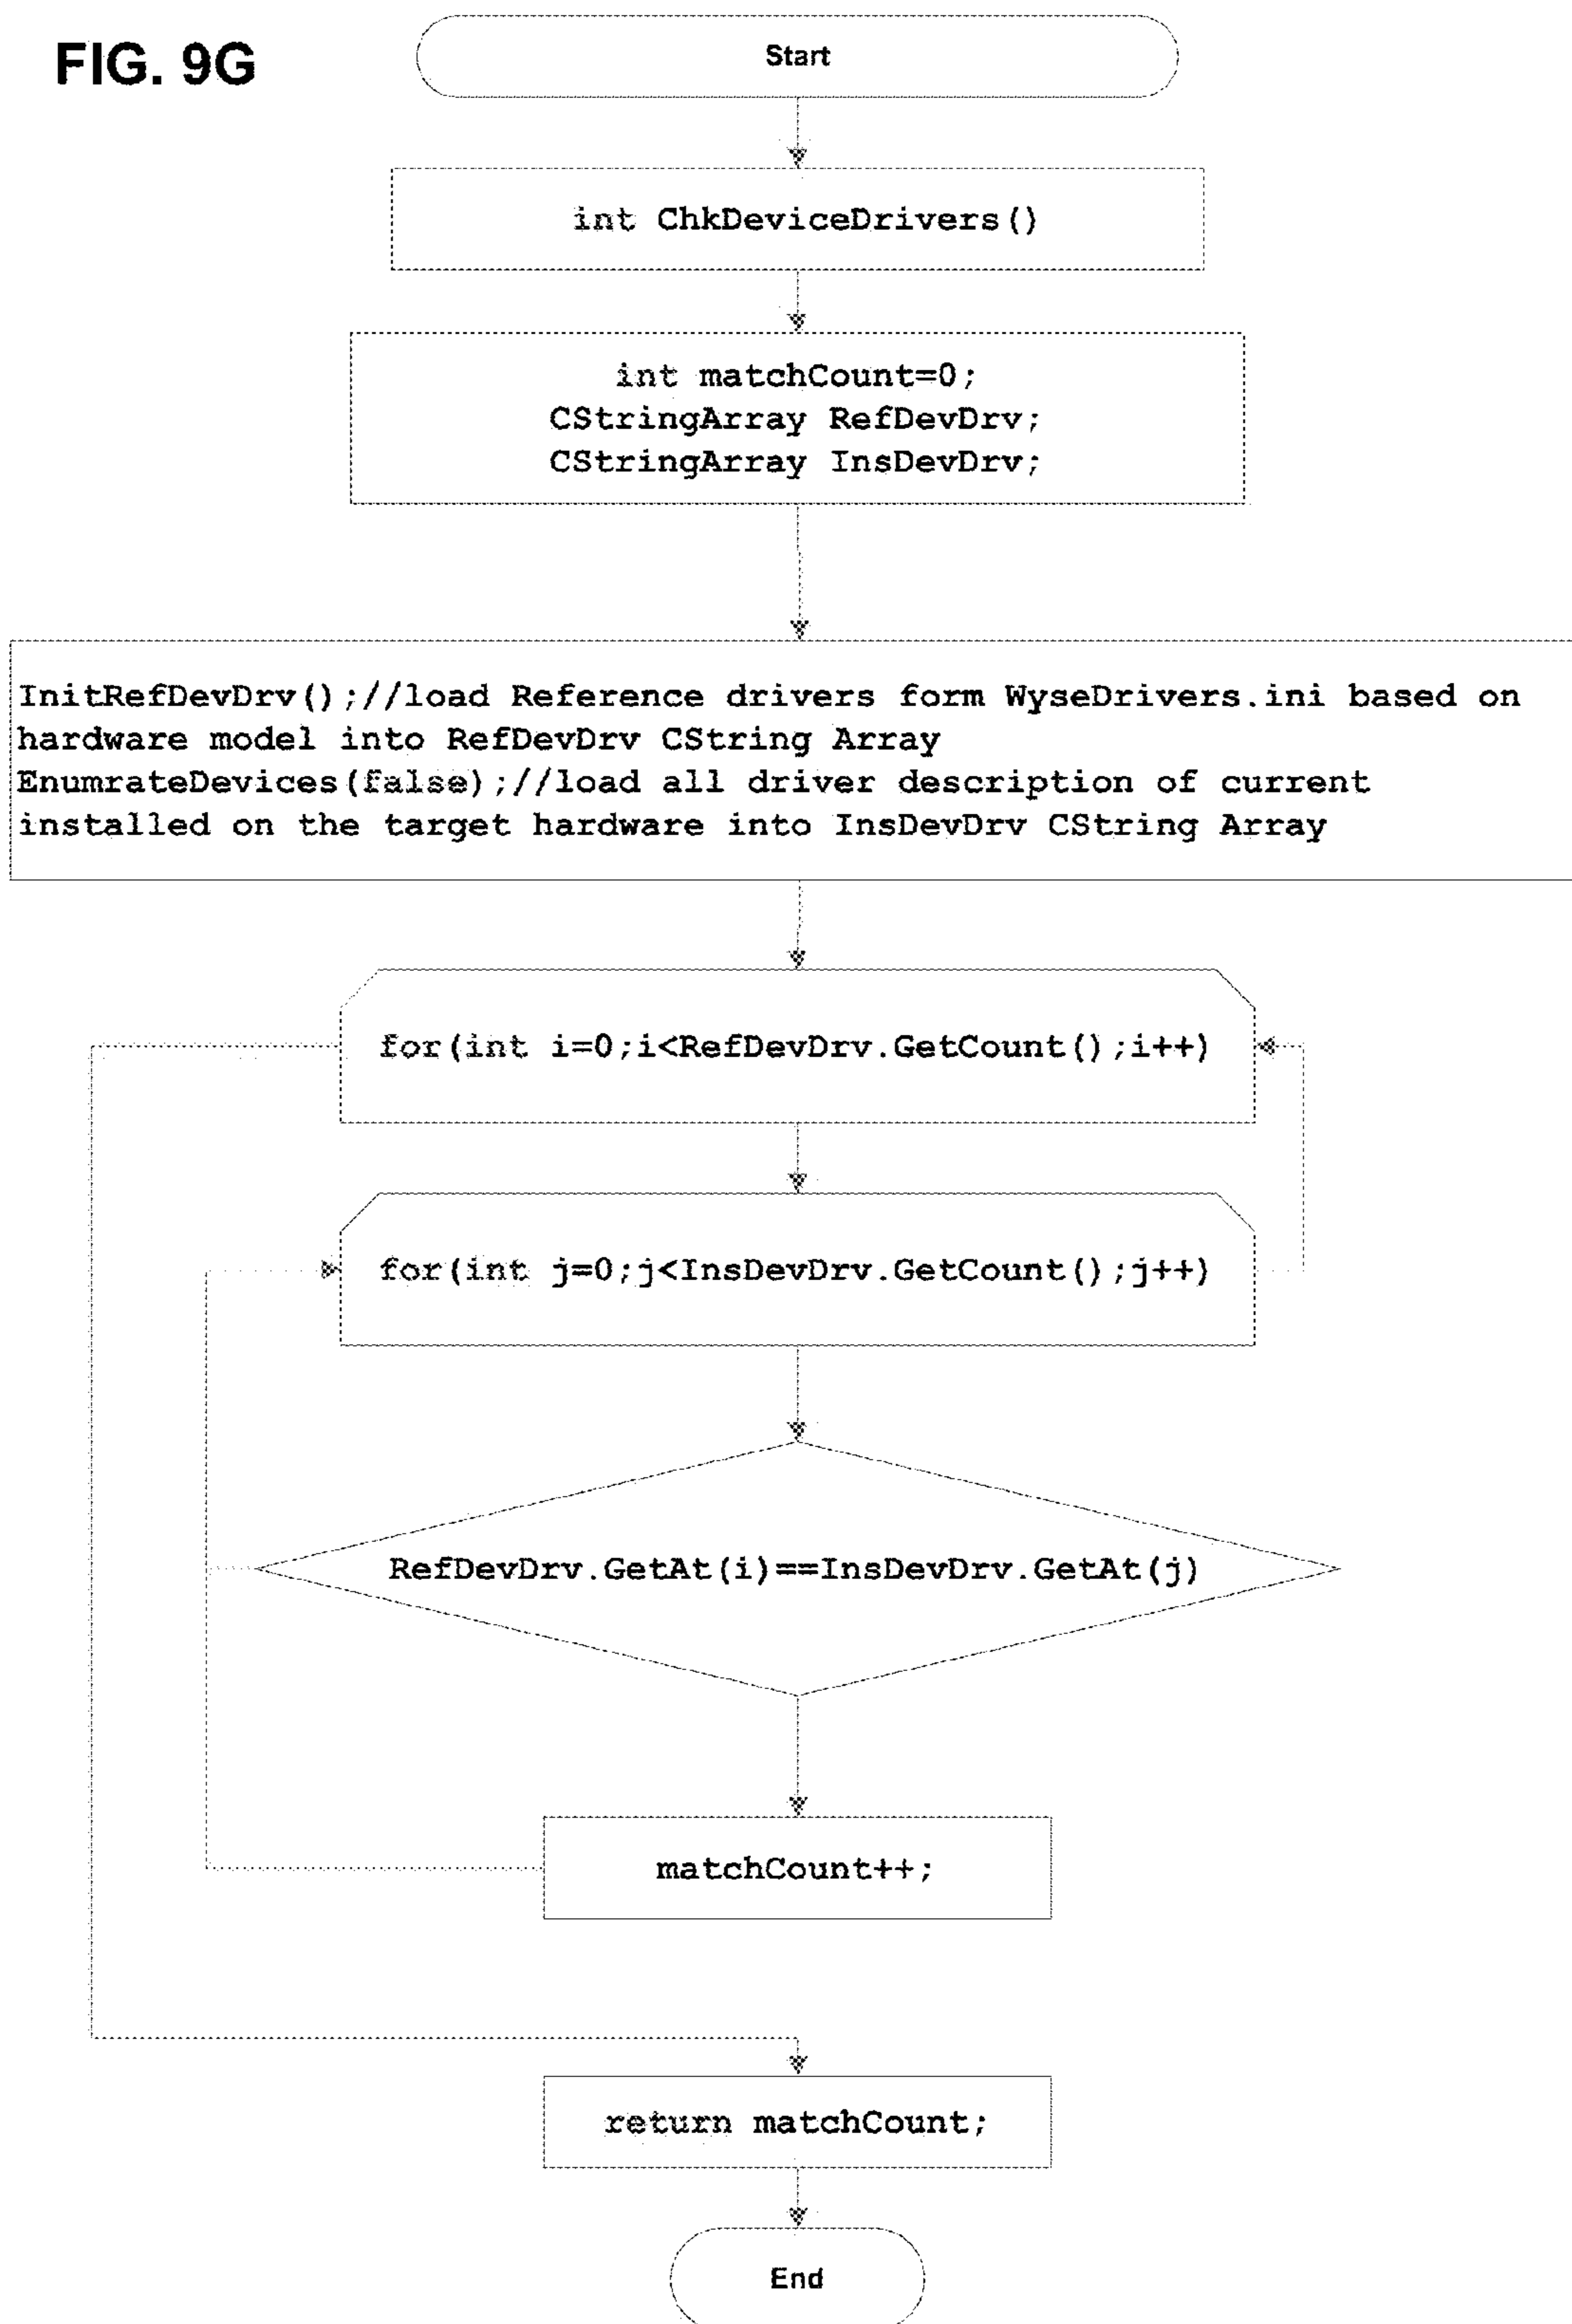 FIG. 9G
Start
int ChkDeviceDrivers()
int matchCount=0;
CStringArray RefDevDrv;
CStringArray InsDevDrv;
InitRefDevDrv();//load Reference drivers form WyseDrivers.ini based on
hardware model into RefDevDrv CString Array
EnumrateDevices(false);//load all driver description of current
installed on the target hardware into InsDevDrv CString Array
for(int i=0;i<RefDevDrv.GetCount();i++)
for(int j=0;j<InsDevDrv.GetCount();j++)
RefDevDrv.GetAt(i)==InsDevDrv.GetAt(j)
matchCount++;
return matchCount;
End